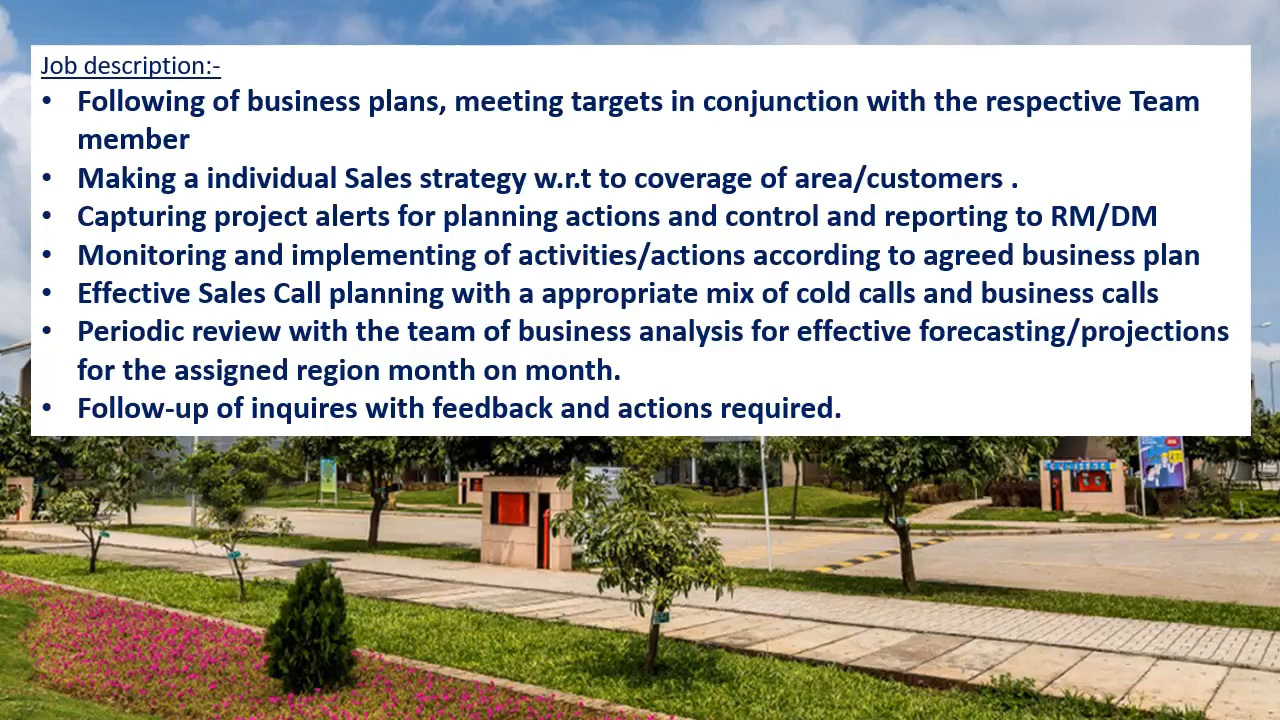 Job description:-
• Following of business plans, meeting targets in conjunction with the respective Team
member
• Making a individual Sales strategy w.r.t to coverage of area/customers .
• Capturing project alerts for planning actions and control and reporting to RM/DM
• Monitoring and implementing of activities/actions according to agreed business plan
• Effective Sales Call planning with a appropriate mix of cold calls and business calls
• Periodic review with the team of business analysis for effective forecasting/projections
for the assigned region month on month.
• Follow-up of inquires with feedback and actions required.